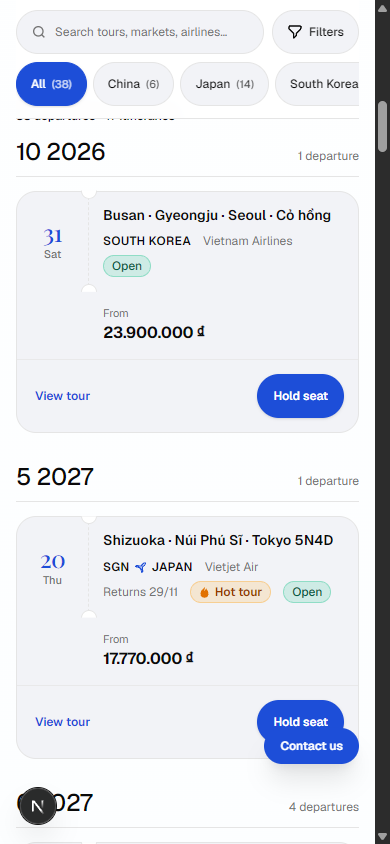 Search tours, markets, airlines...
Filters
All (38)
China (6)
Japan (14)
South Korea
10 2026
1 departure
31
Sat
Busan · Gyeongju · Seoul · Cỏ hồng
SOUTH KOREA Vietnam Airlines
Open
From
23.900.000 ₫
View tour
Hold seat
5 2027
1 departure
20
Thu
Shizuoka · Núi Phú Sĩ · Tokyo 5N4D
SGN JAPAN Vietjet Air
Returns 29/11 Hot tour Open
From
17.770.000 ₫
View tour
Hold seat
Contact us
N
027
4 departures